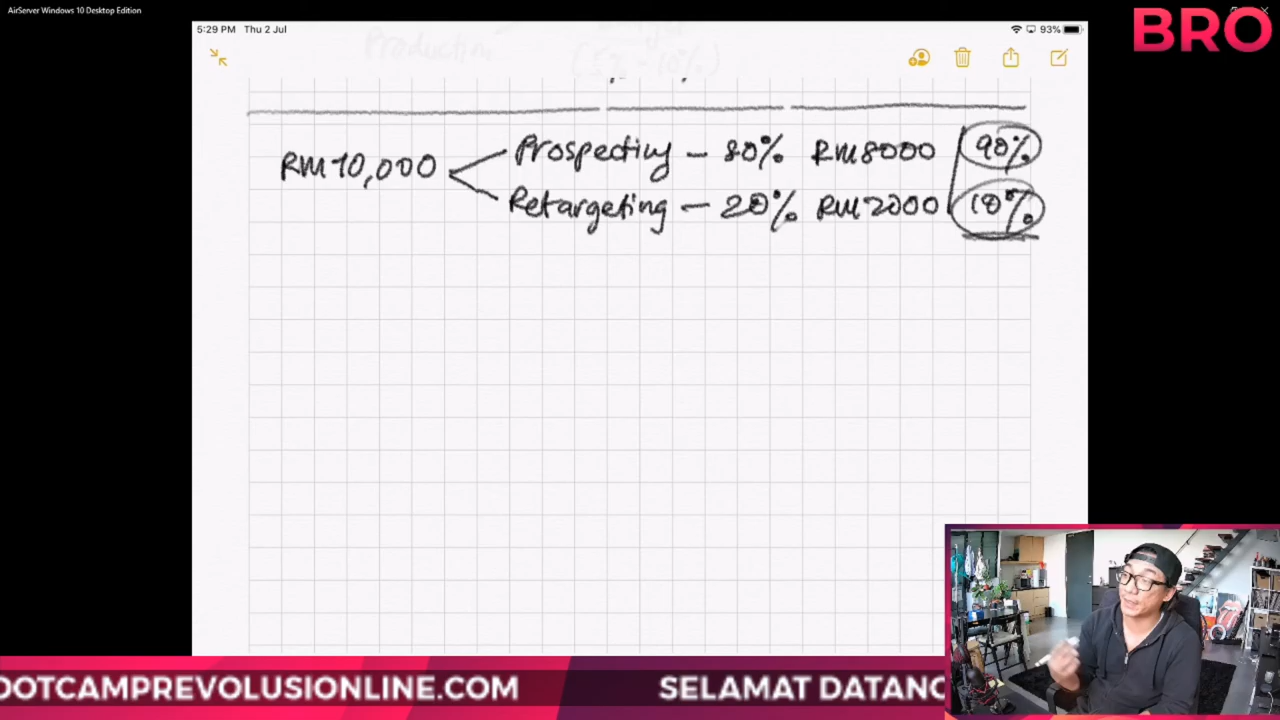 AirServer Windows 10 Desktop Edition
BRO
5:29 PM Thu 2 Jul
93%
Production
RM10,000
Prospecting - 80% RM8000 90%
Retargeting - 20% RM2000 10%
OOTCAMPREVOLUSIONLINE.COM SELAMAT DATANG